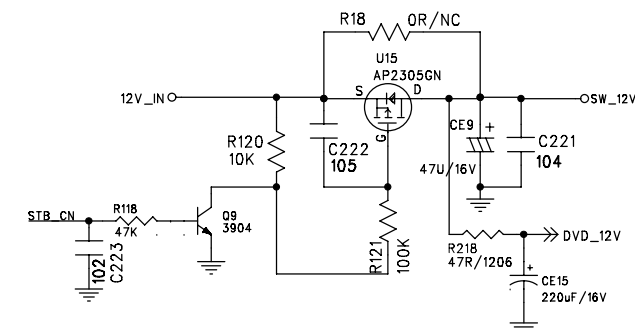 R18 0R/NC
U15
AP2305GN
S D
G
12V_IN
SW_12V
R120
10K
C222
105
CE9 +
47U/16V
C221
104
STB_CN
R118
47K
Q9
3904
102
C223
R121
100K
R218
47R/1206
DVD_12V
+
CE15
220uF/16V